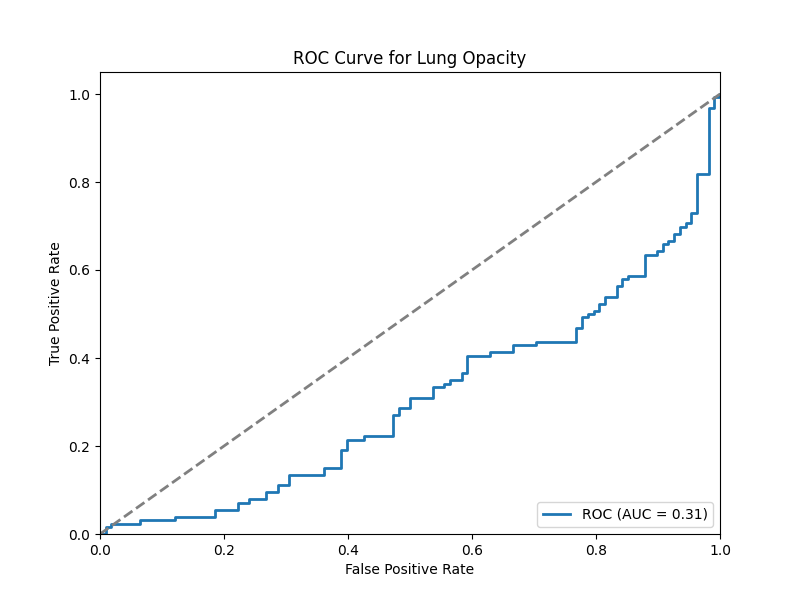 ROC Curve for Lung Opacity
True Positive Rate
1.0
0.8
0.6
0.4
0.2
0.0
ROC (AUC = 0.31)
0.0 0.2 0.4 0.6 0.8 1.0
False Positive Rate